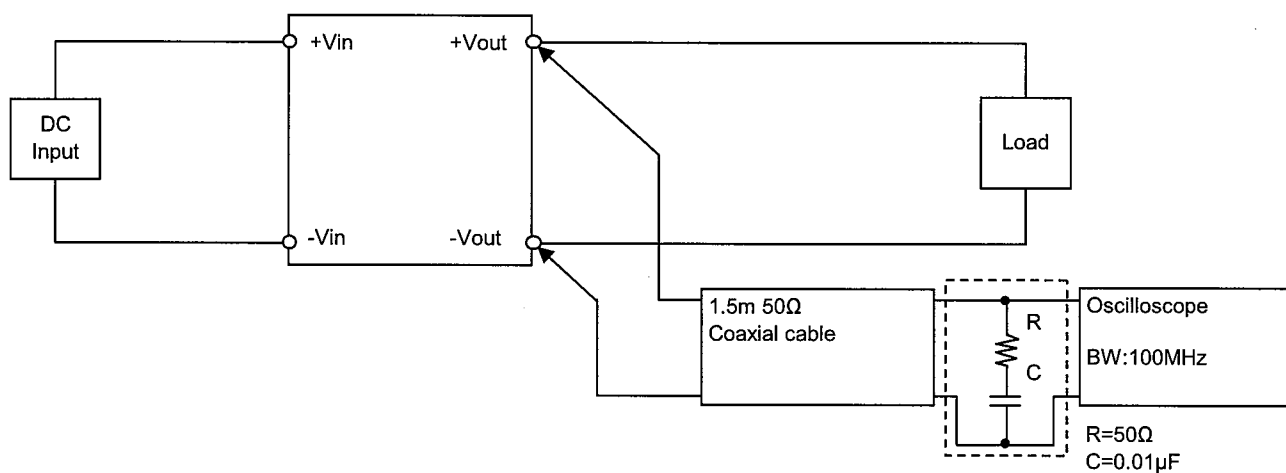 +Vin
+Vout
DC
Input
Load
-Vin
-Vout
1.5m 50Ω
Coaxial cable
R
C
Oscilloscope
BW:100MHz
R=50Ω
C=0.01µF